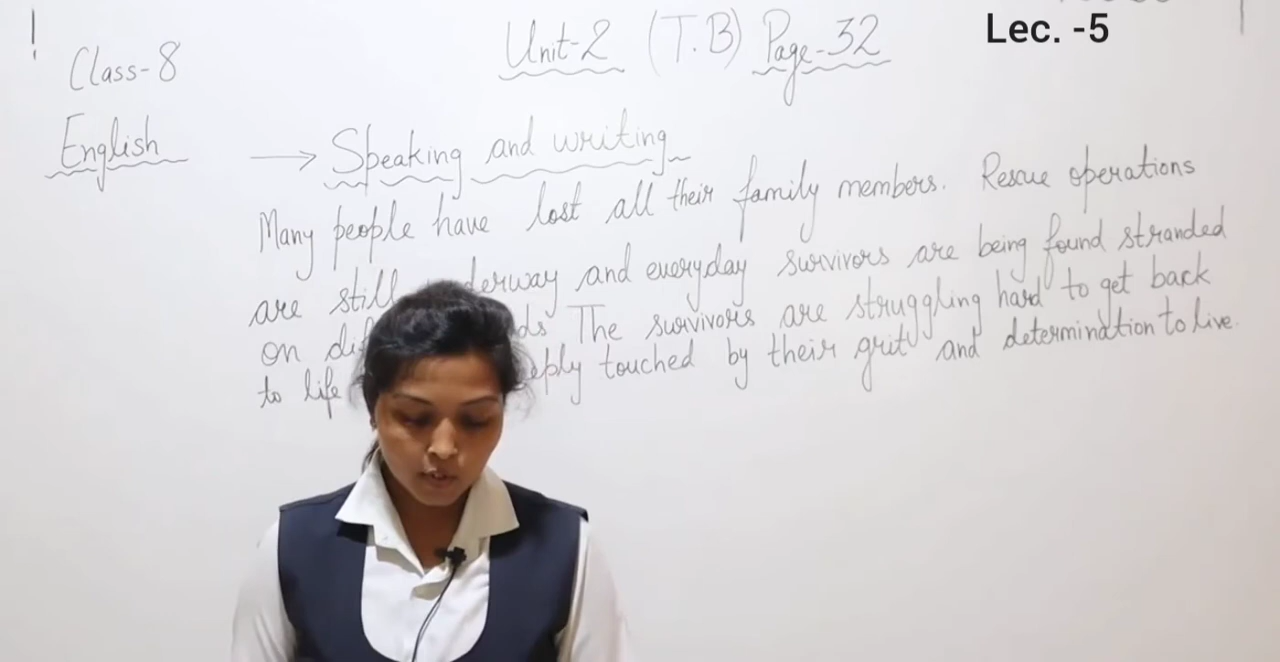 Lec. -5
Class-8
Unit-2 (T.B) Page-32
English
→ Speaking and writing
Many people have lost all their family members. Rescue operations
are still and everyday survivors are being found stranded
on The survivors are struggling hard to get back
to life touched by their grit and determination to live.